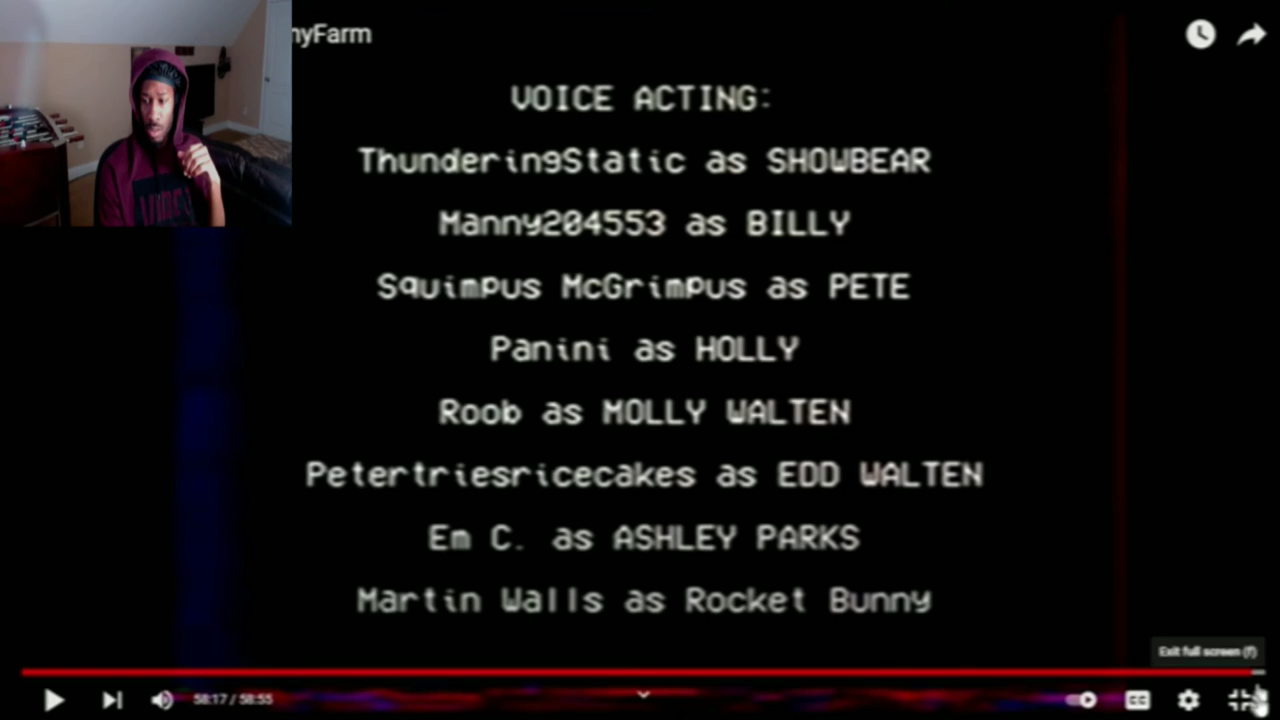 nyFarm
VOICE ACTING:
ThunderingStatic as SHOWBEAR
Manny204553 as BILLY
Squimpus McGrimpus as PETE
Panini as HOLLY
Roob as MOLLY WALTEN
Petertriesricecakes as EDD WALTEN
Em C. as ASHLEY PARKS
Martin Walls as Rocket Bunny
Exit full screen (f)
58:17 / 58:55
CC